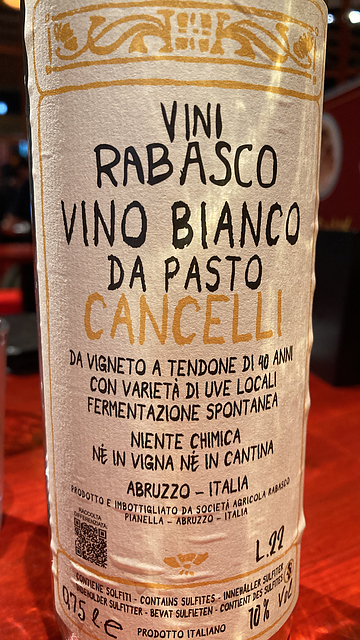 VINI
RABASCO
VINO BIANCO
DA PASTO
CANCELLI
DA VIGNETO A TENDONE DI 40 ANNI
CON VARIETÀ DI UVE LOCALI
FERMENTAZIONE SPONTANEA
NIENTE CHIMICA
NÈ IN VIGNA NÈ IN CANTINA
ABRUZZO – ITALIA
PRODOTTO E IMBOTTIGLIATO DA SOCIETÀ AGRICOLA RABASCO
PIANELLA – ABRUZZO – ITALIA
RACCOLTA
DIFFERENZIATA
L.22
CONTIENE SOLFITI - CONTAINS SULFITES - INNEHÅLLER SULFITER
INDEHOLDER SULFITTER - BEVAT SULFIETEN - CONTIENT DES SULFITES
0,75 L e
10% Vol
PRODOTTO ITALIANO